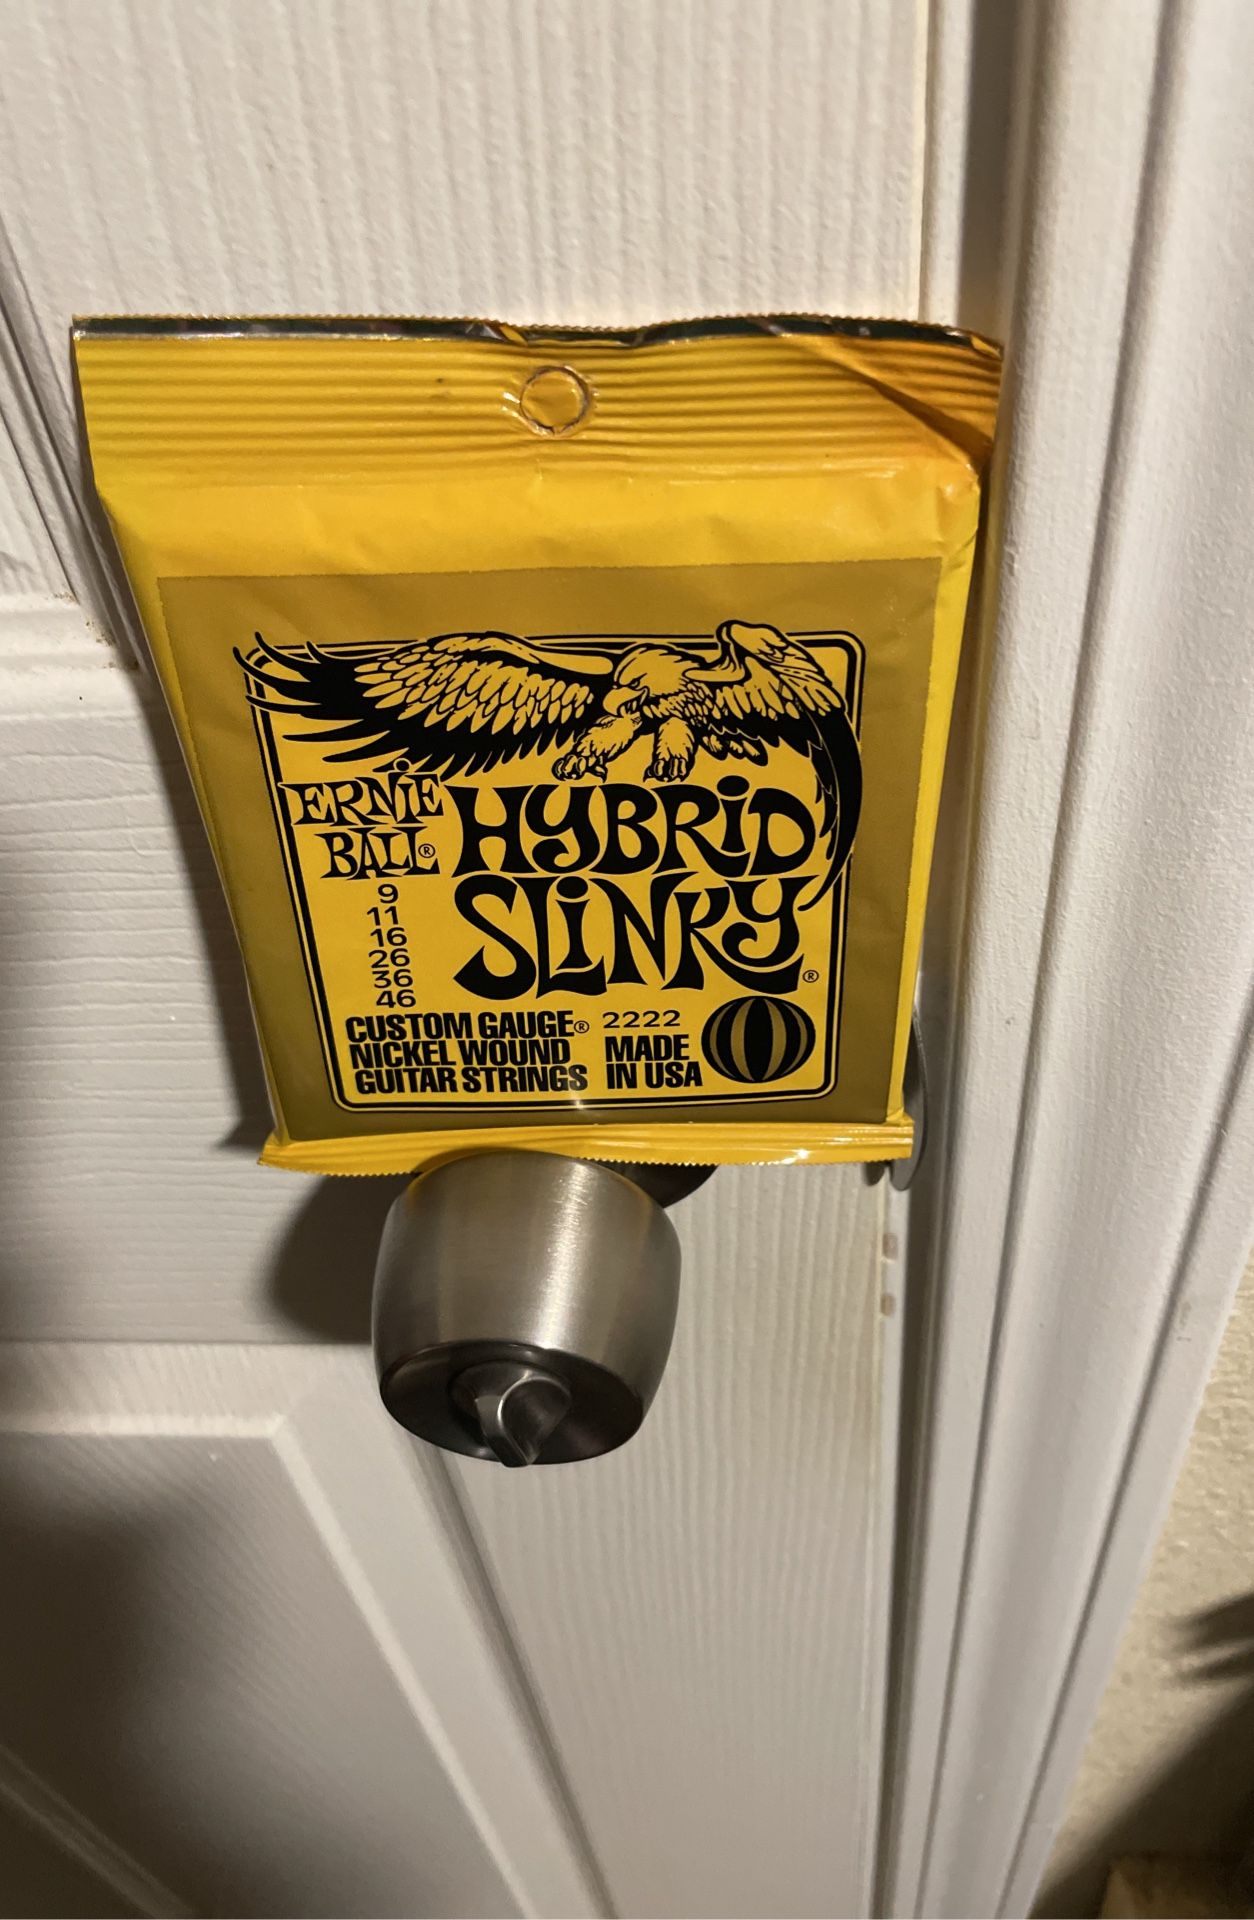 ERNIE
BALL®
HYBRID
SLINKY®
9
11
16
26
36
46
CUSTOM GAUGE®
NICKEL WOUND
GUITAR STRINGS
2222
MADE
IN USA